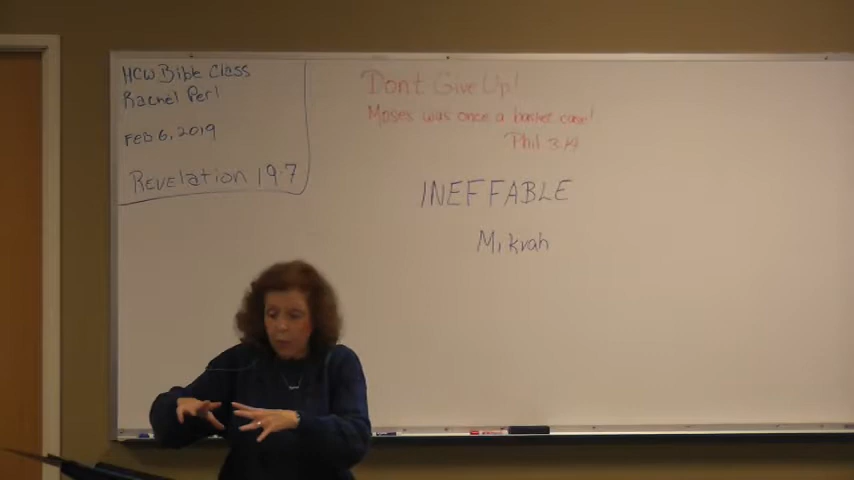 HCW Bible Class
Rachel Perl
Feb 6, 2019
Revelation 19:7
Don't Give Up!
Moses was once a basket case!
Phil 3:14
INEFFABLE
Mikvah